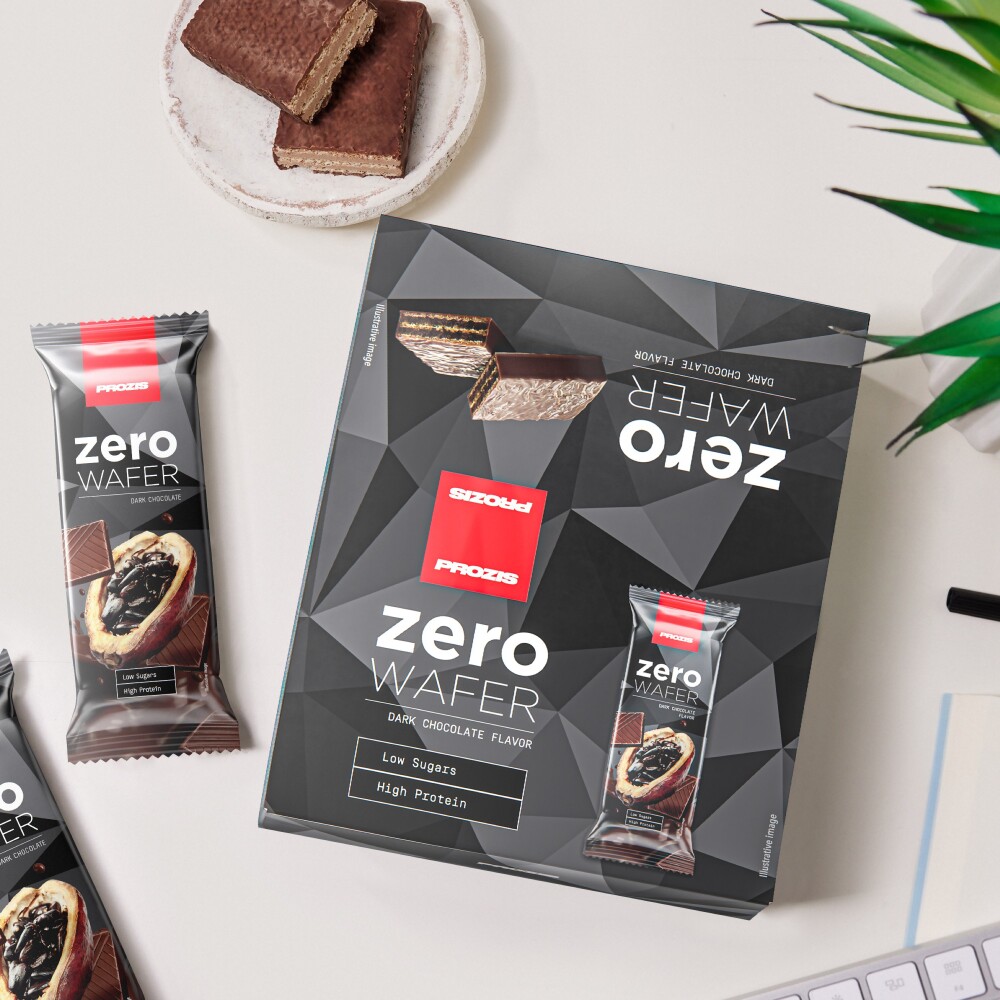 PROZIS
zero
WAFER
DARK CHOCOLATE
Low Sugars
High Protein
Illustrative image
DARK CHOCOLATE FLAVOR
WAFER
zero
PROZIS
PROZIS
zero
WAFER
DARK CHOCOLATE FLAVOR
Low Sugars
High Protein
PROZIS
zero
WAFER
DARK CHOCOLATE
FLAVOR
Low Sugars
High Protein
Illustrative image
DARK CHOCOLATE